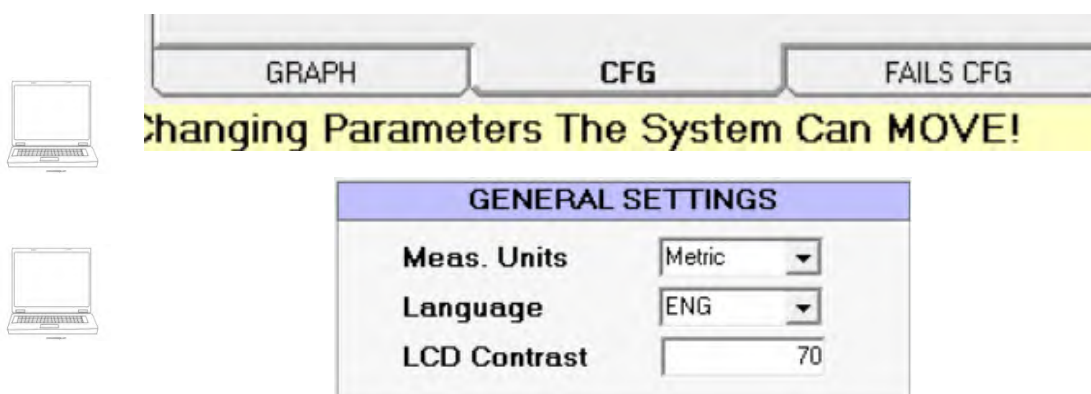 GRAPH CFG FAILS CFG
Changing Parameters The System Can MOVE!
GENERAL SETTINGS
Meas. Units Metric
Language ENG
LCD Contrast 70